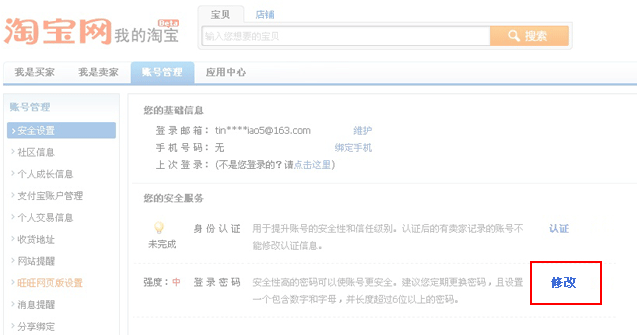 淘宝网 Beta 我的淘宝
宝贝 店铺
输入您想要的宝贝 搜索
我是买家 我是卖家 账号管理 应用中心
账号管理
安全设置
社区信息
个人成长信息
支付宝账户管理
个人交易信息
收货地址
网站提醒
旺旺网页版设置
消息提醒
分享绑定
您的基础信息
登录邮箱：tin****iao5@163.com 维护
手机号码：无 绑定手机
上次登录：(不是您登录的？请点击这里)
您的安全服务
未完成 身份认证 用于提升账号的安全性和信任级别。认证后的有卖家记录的账号不 认证
能修改认证信息。
强度：中 登录密码 安全性高的密码可以使账号更安全。建议您定期更换密码，且设置 修改
一个包含数字和字母，并长度超过6位以上的密码。